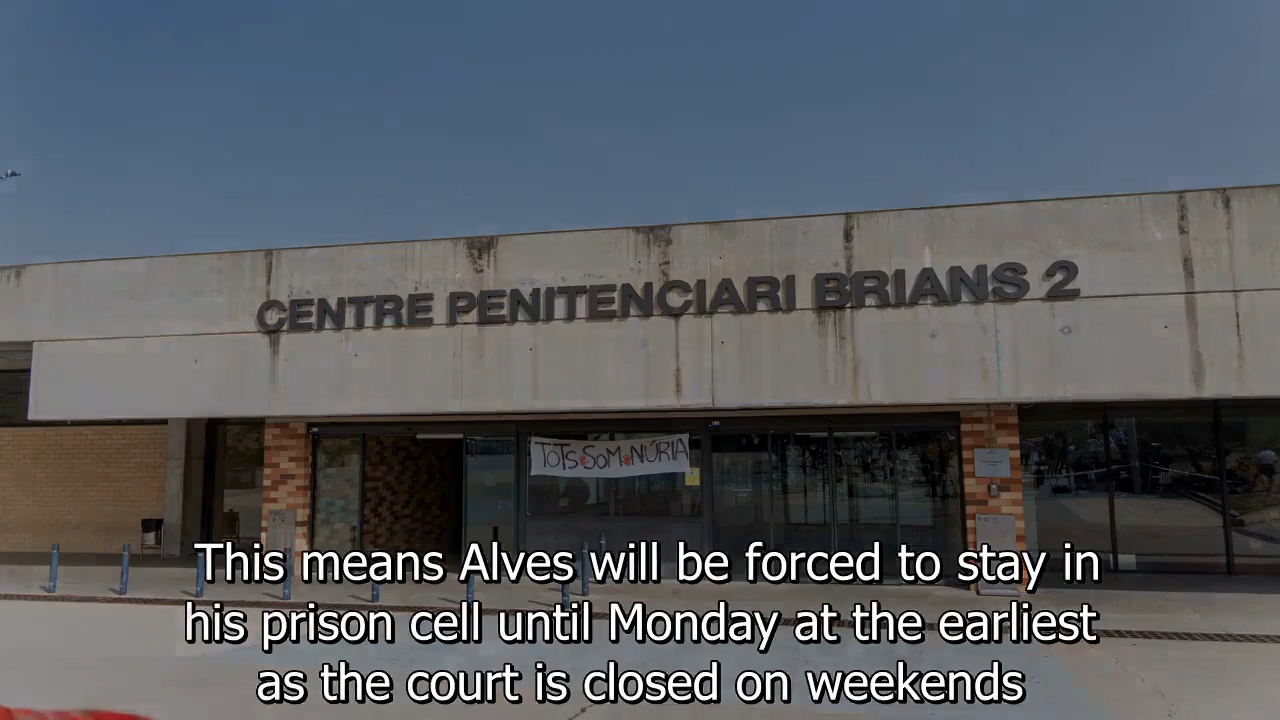 CENTRE PENITENCIARI BRIANS 2
TOTS SOM NÚRIA
This means Alves will be forced to stay in
his prison cell until Monday at the earliest
as the court is closed on weekends